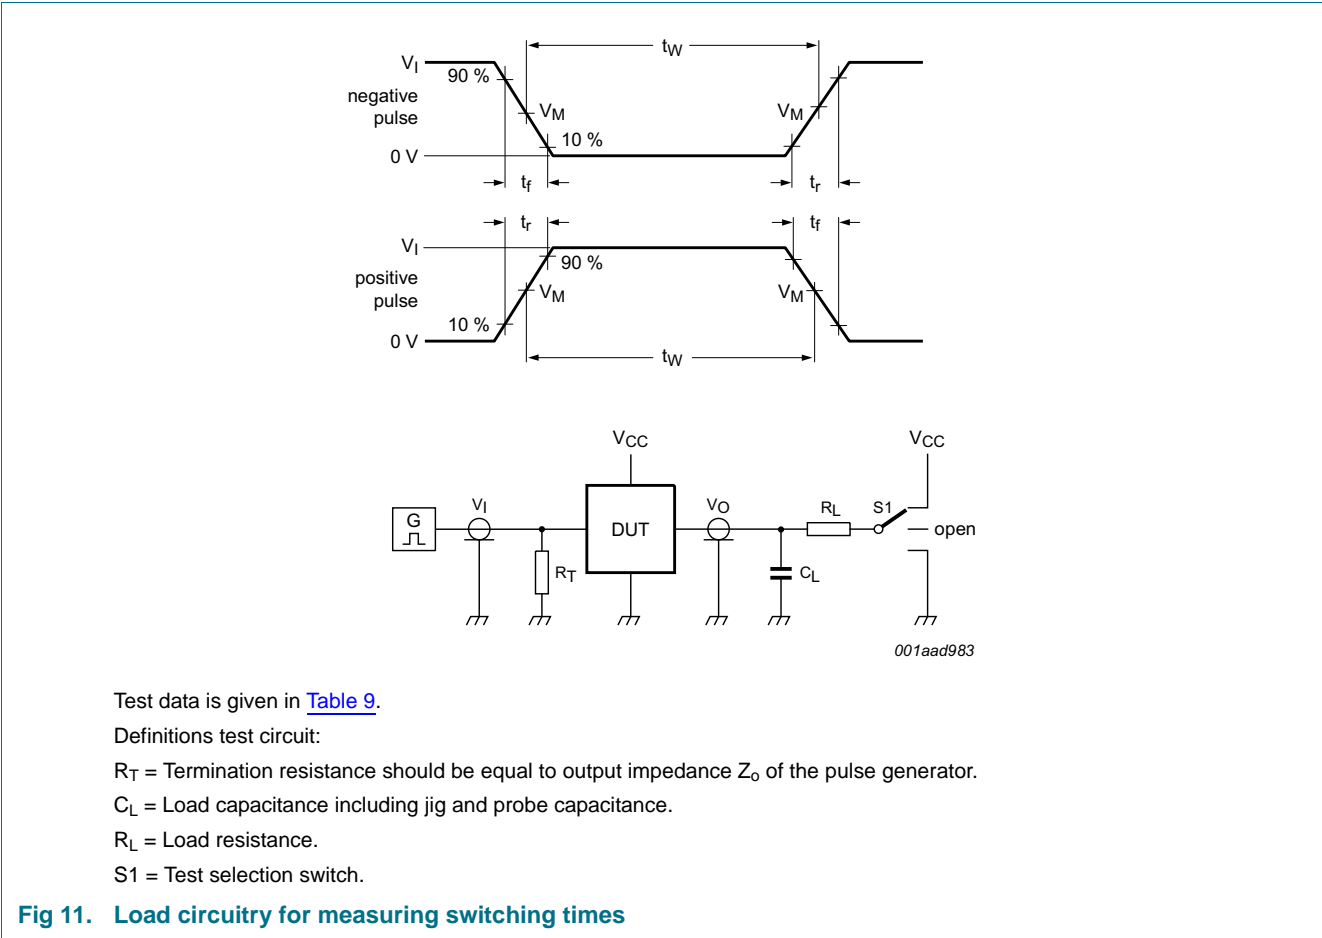 tW
VI
90 %
negative
pulse
VM
VM
10 %
0 V
tf
tr
tr
tf
VI
90 %
positive
pulse
VM
VM
10 %
0 V
tW
VCC
VCC
VI
VO
RL
S1
G
DUT
open
RT
CL
001aad983
Test data is given in Table 9.
Definitions test circuit:
RT = Termination resistance should be equal to output impedance Zo of the pulse generator.
CL = Load capacitance including jig and probe capacitance.
RL = Load resistance.
S1 = Test selection switch.
Fig 11. Load circuitry for measuring switching times